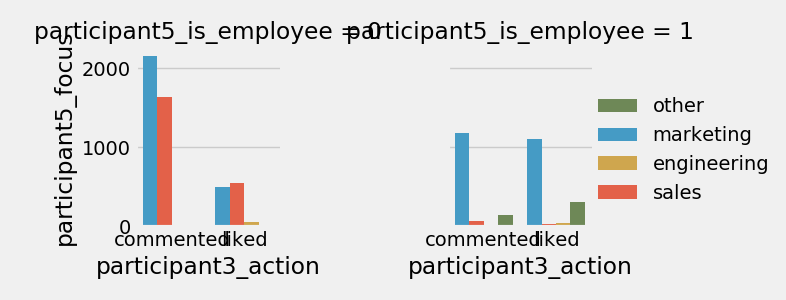 participant5_is_employee = 0
participant5_is_employee = 1
participant5_focus
2000
1000
0
commented
liked
commented
liked
participant3_action
participant3_action
other
marketing
engineering
sales